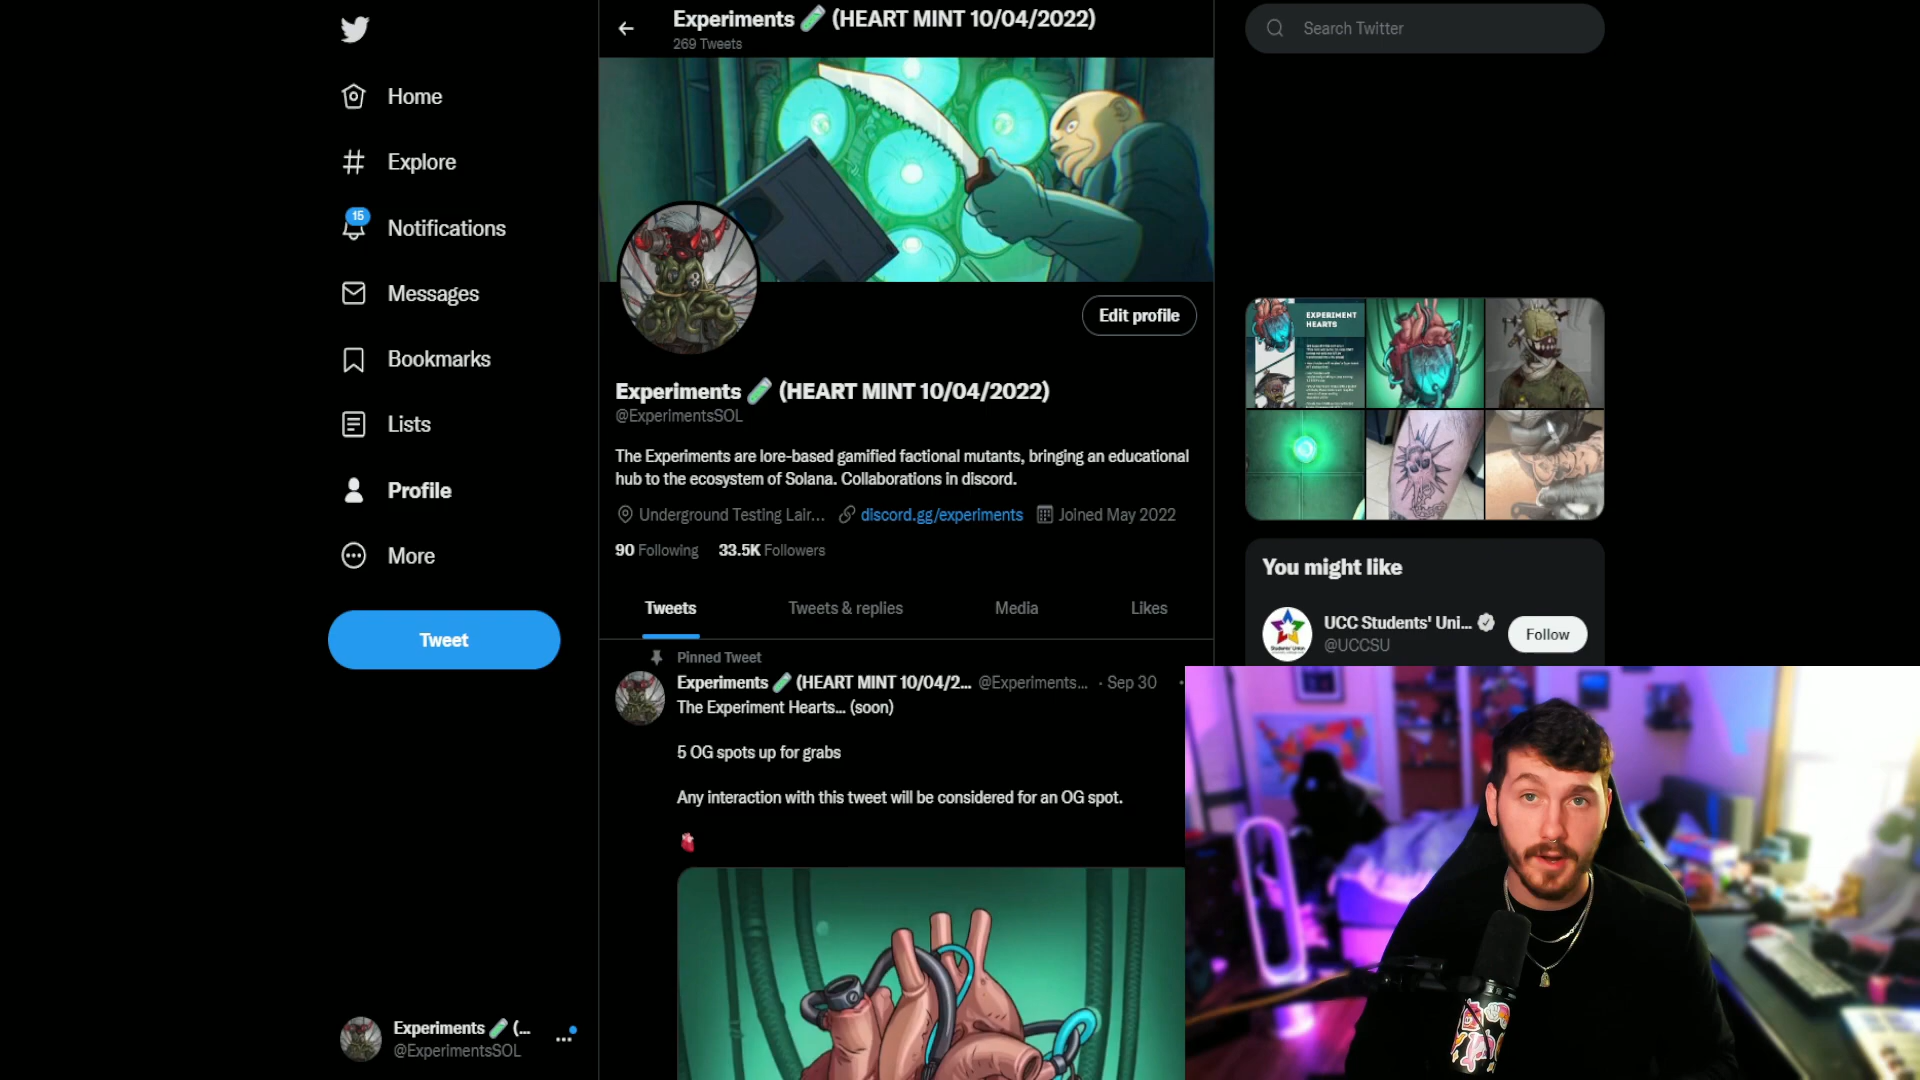 Experiments (HEART MINT 10/04/2022)
269 Tweets
Search Twitter
Home
Explore
15
Notifications
Messages
Bookmarks
Lists
Profile
More
Tweet
Experiments (...
@ExperimentsSOL
Edit profile
Experiments (HEART MINT 10/04/2022)
@ExperimentsSOL
The Experiments are lore-based gamified factional mutants, bringing an educational
hub to the ecosystem of Solana. Collaborations in discord.
Underground Testing Lair... discord.gg/experiments Joined May 2022
90 Following 33.5K Followers
Tweets Tweets & replies Media Likes
Pinned Tweet
Experiments (HEART MINT 10/04/2... @Experiments... · Sep 30
The Experiment Hearts... (soon)
5 OG spots up for grabs
Any interaction with this tweet will be considered for an OG spot.
EXPERIMENT
HEARTS
You might like
UCC Students' Uni...
@UCCSU
Follow